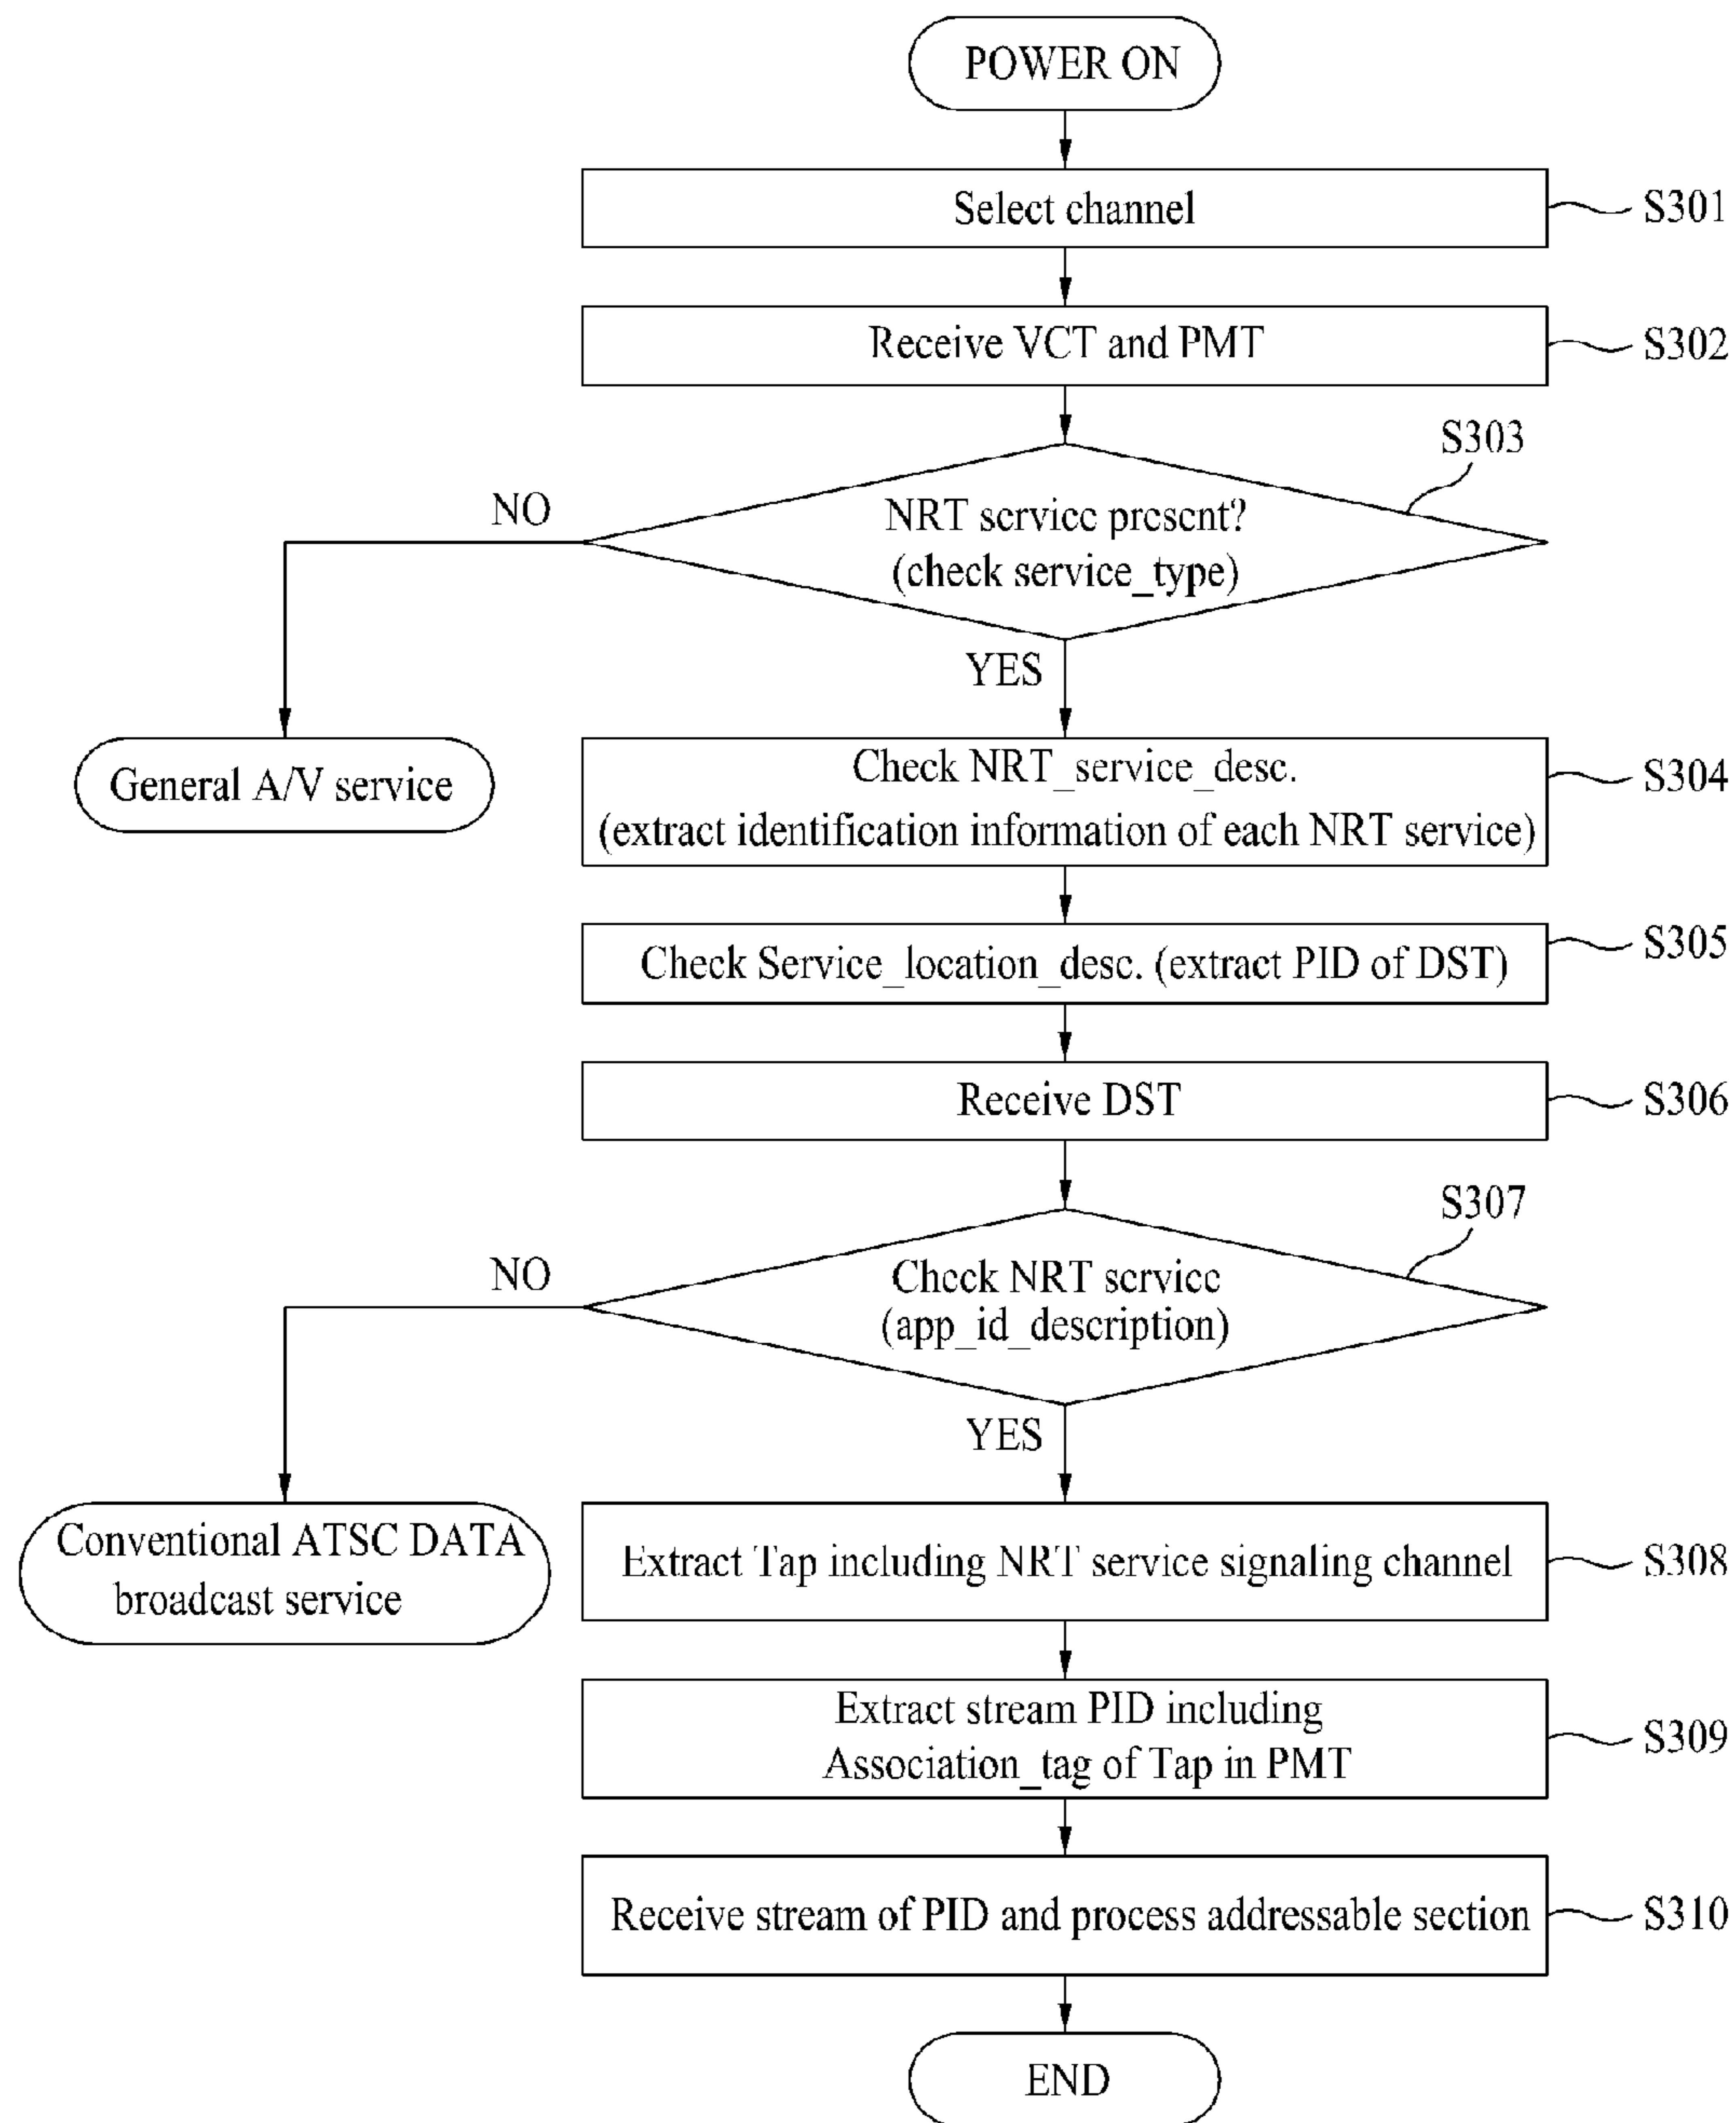 POWER ON
Select channel
S301
Receive VCT and PMT
S302
S303
NRT service present?
(check service_type)
NO
YES
General A/V service
Check NRT_service_desc.
(extract identification information of each NRT service)
S304
Check Service_location_desc. (extract PID of DST)
S305
Receive DST
S306
S307
Check NRT service
(app_id_description)
NO
YES
Conventional ATSC DATA
broadcast service
Extract Tap including NRT service signaling channel
S308
Extract stream PID including
Association_tag of Tap in PMT
S309
Receive stream of PID and process addressable section
S310
END